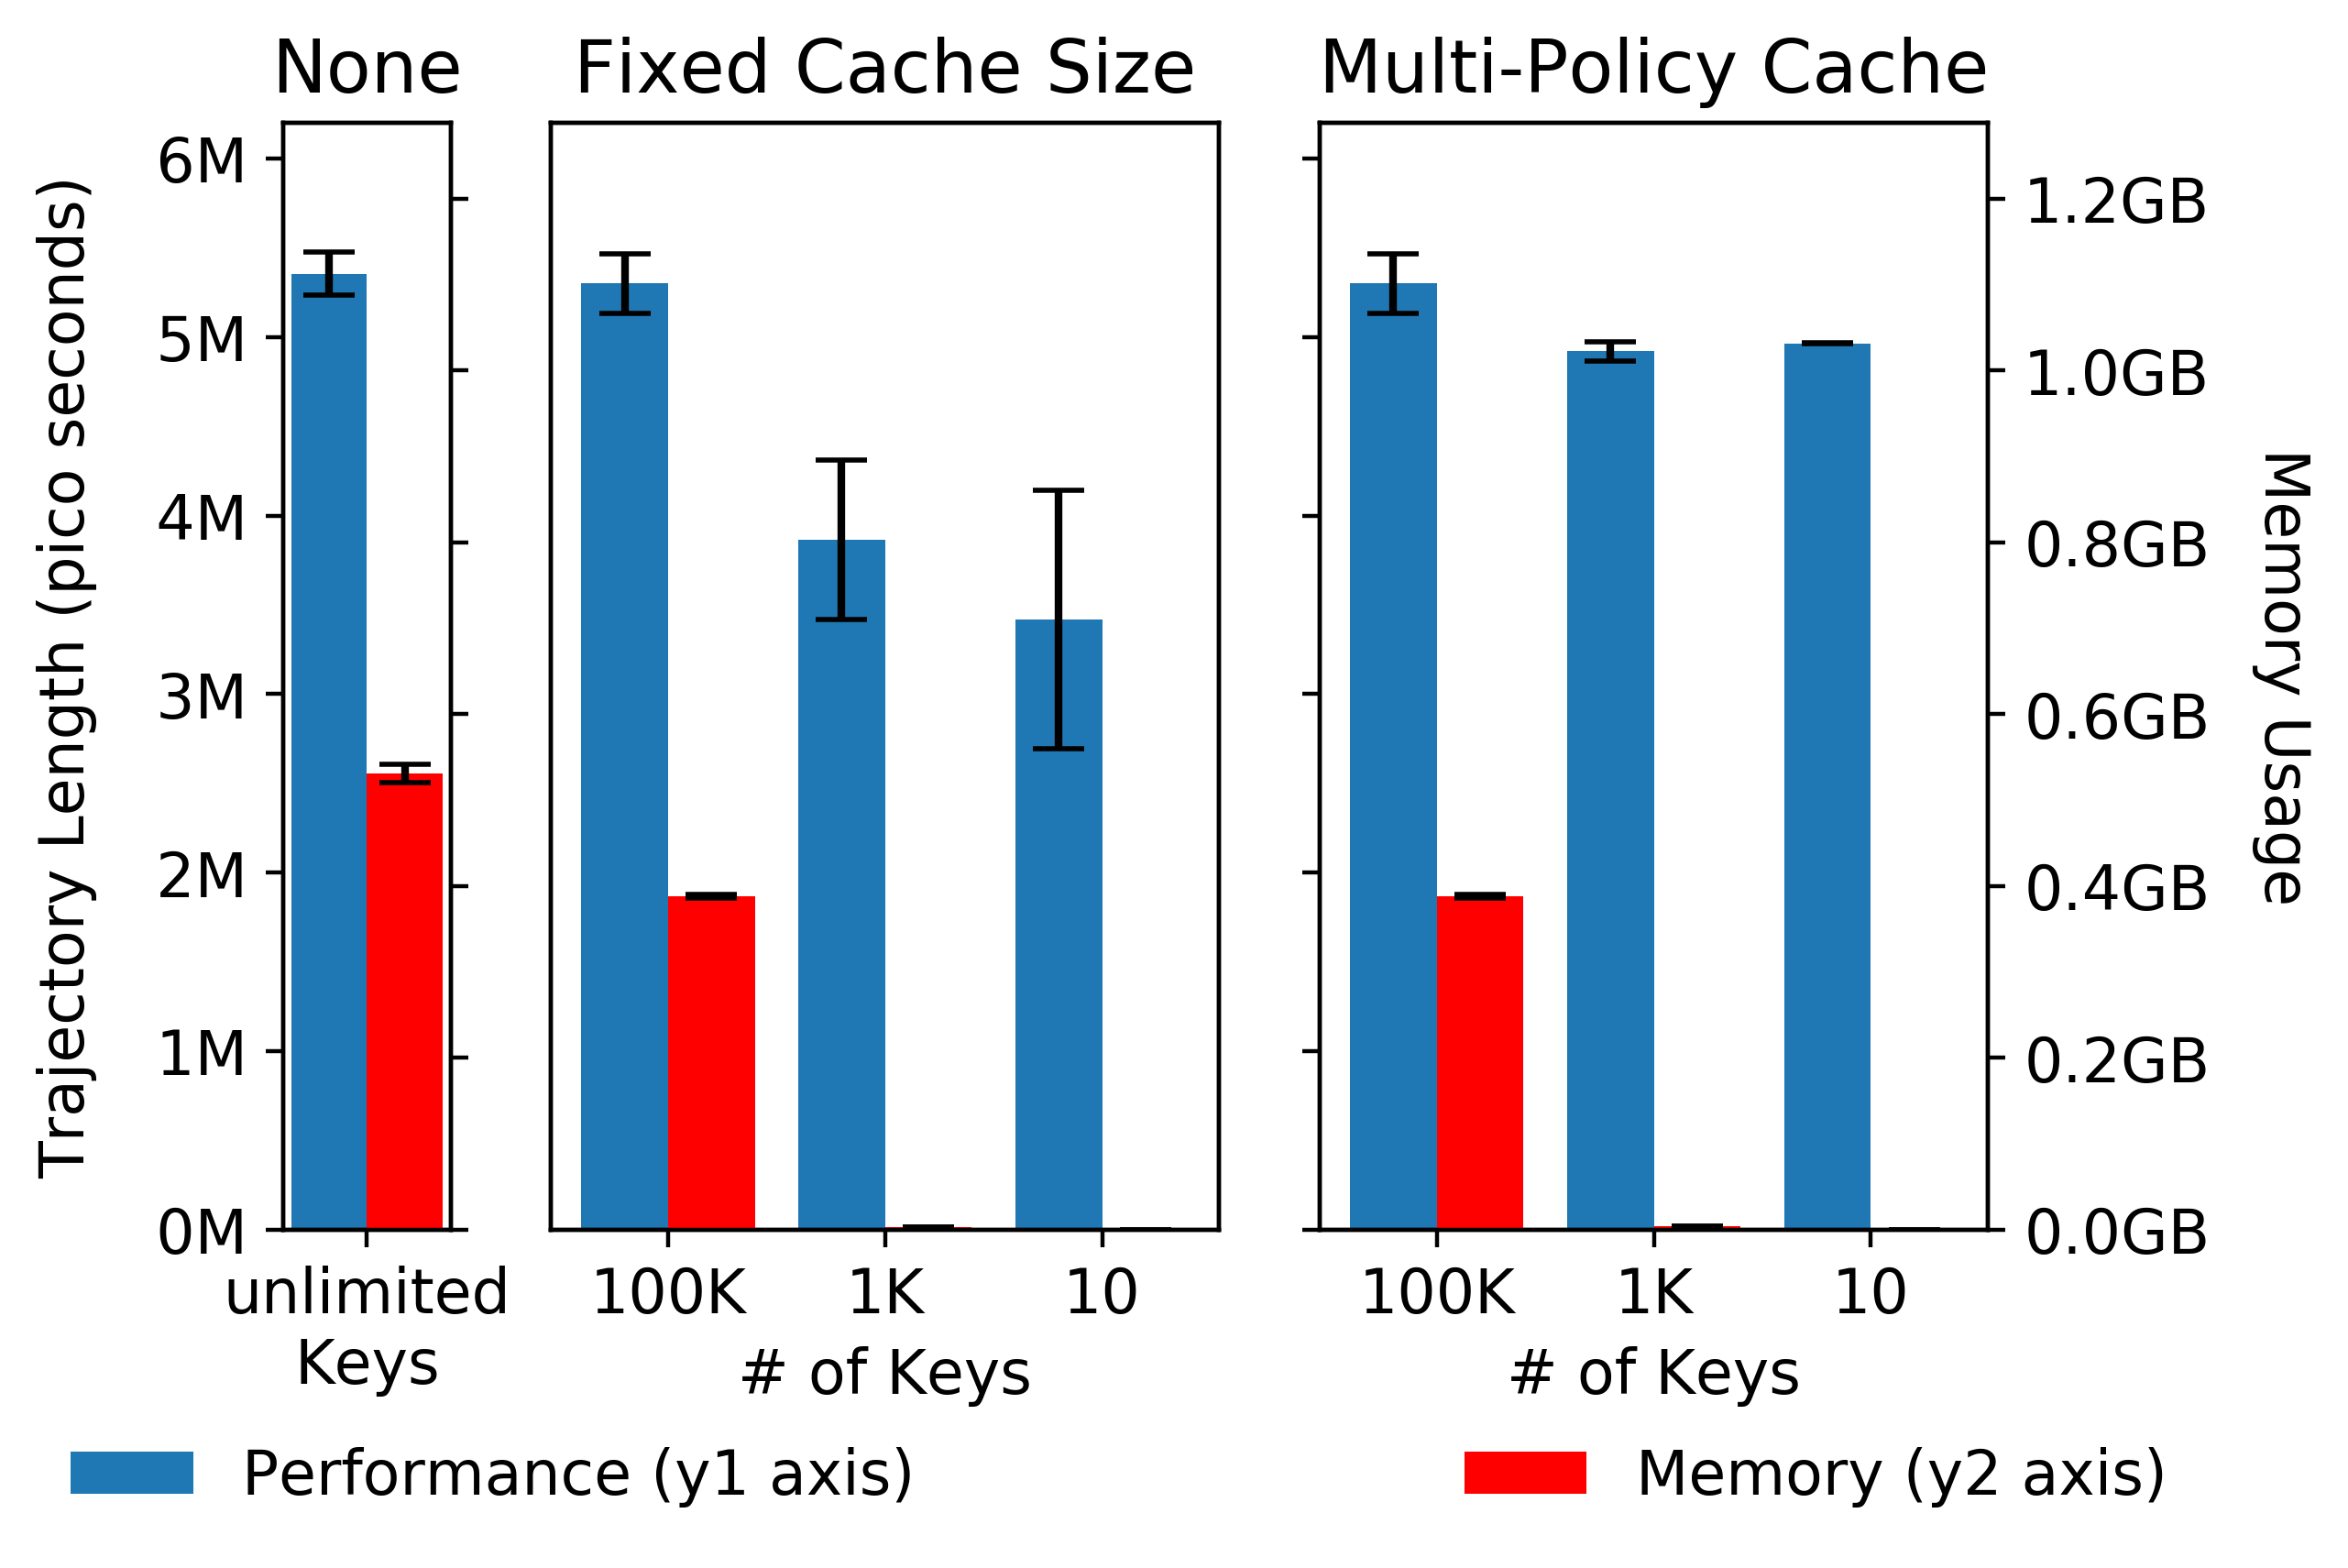 None
Fixed Cache Size
Multi-Policy Cache
Trajectory Length (pico seconds)
6M
5M
4M
3M
2M
1M
0M
1.2GB
1.0GB
0.8GB
0.6GB
0.4GB
0.2GB
0.0GB
Memory Usage
unlimited
Keys
100K
1K
10
# of Keys
100K
1K
10
# of Keys
Performance (y1 axis)
Memory (y2 axis)